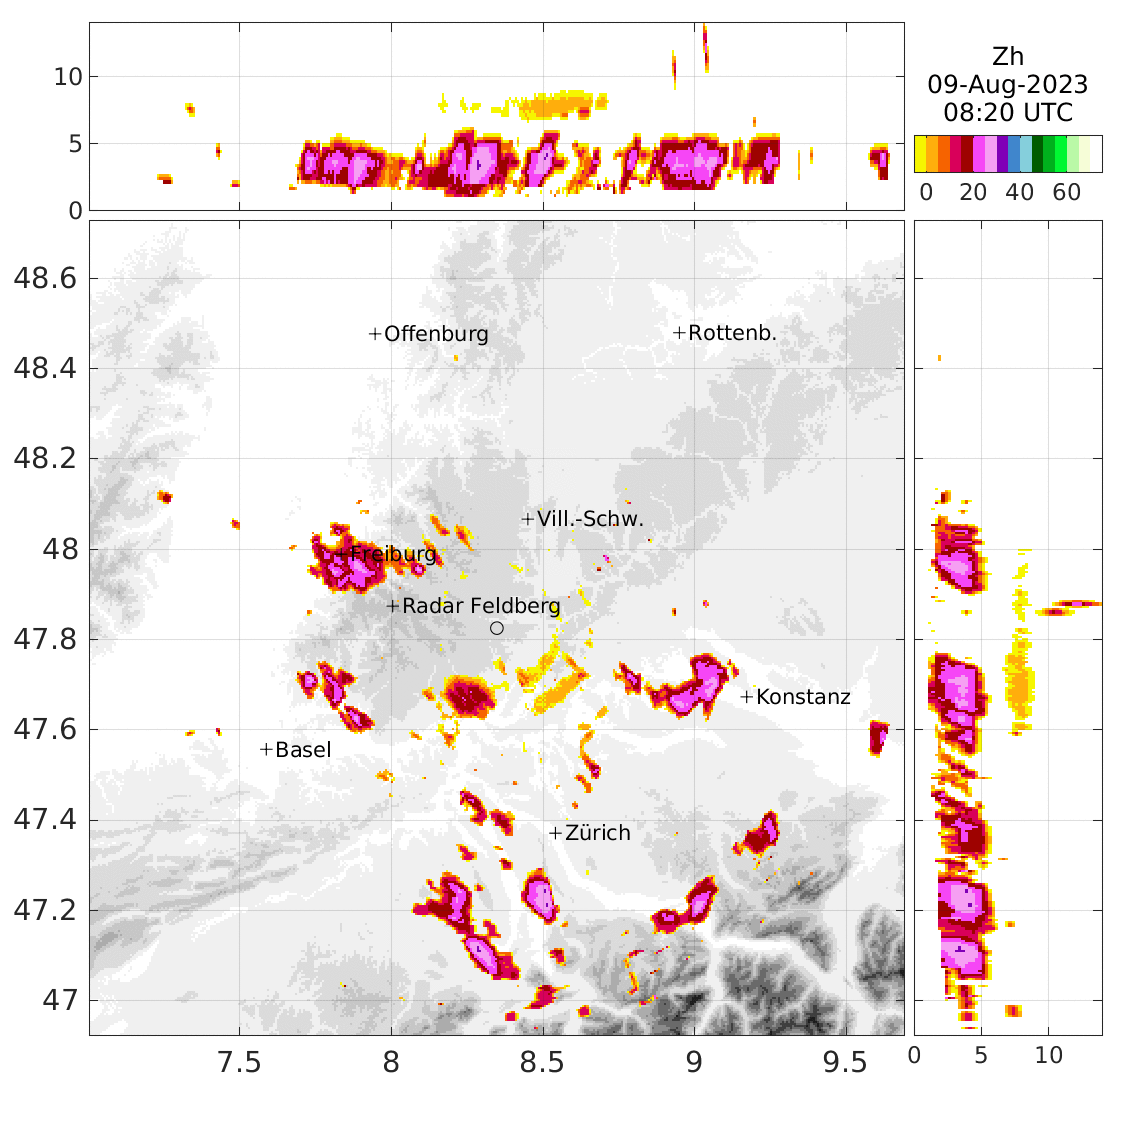 10
5
0
Zh
09-Aug-2023
08:20 UTC
0 20 40 60
48.6
48.4
48.2
48
47.8
47.6
47.4
47.2
47
+Offenburg
+Rottenb.
+Vill.-Schw.
+Freiburg
+Radar Feldberg
+Konstanz
+Basel
+Zürich
7.5 8 8.5 9 9.5
0 5 10